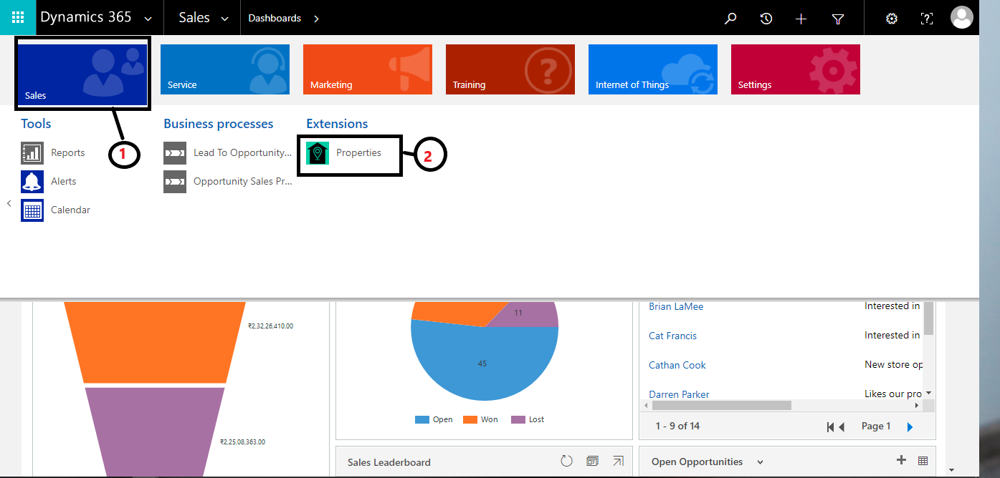 Dynamics 365 Sales Dashboards
Sales
Service
Marketing
Training
Internet of Things
Settings
Tools
Business processes
Extensions
Reports
Lead To Opportunity...
Properties
1
2
Alerts
Opportunity Sales Pr...
Calendar
₹2,32,26,410.00
₹2,25,08,363.00
11
45
Open Won Lost
Brian LaMee Interested in
Cat Francis Interested in
Cathan Cook New store op
Darren Parker Likes our pro
1 - 9 of 14 Page 1
Sales Leaderboard
Open Opportunities